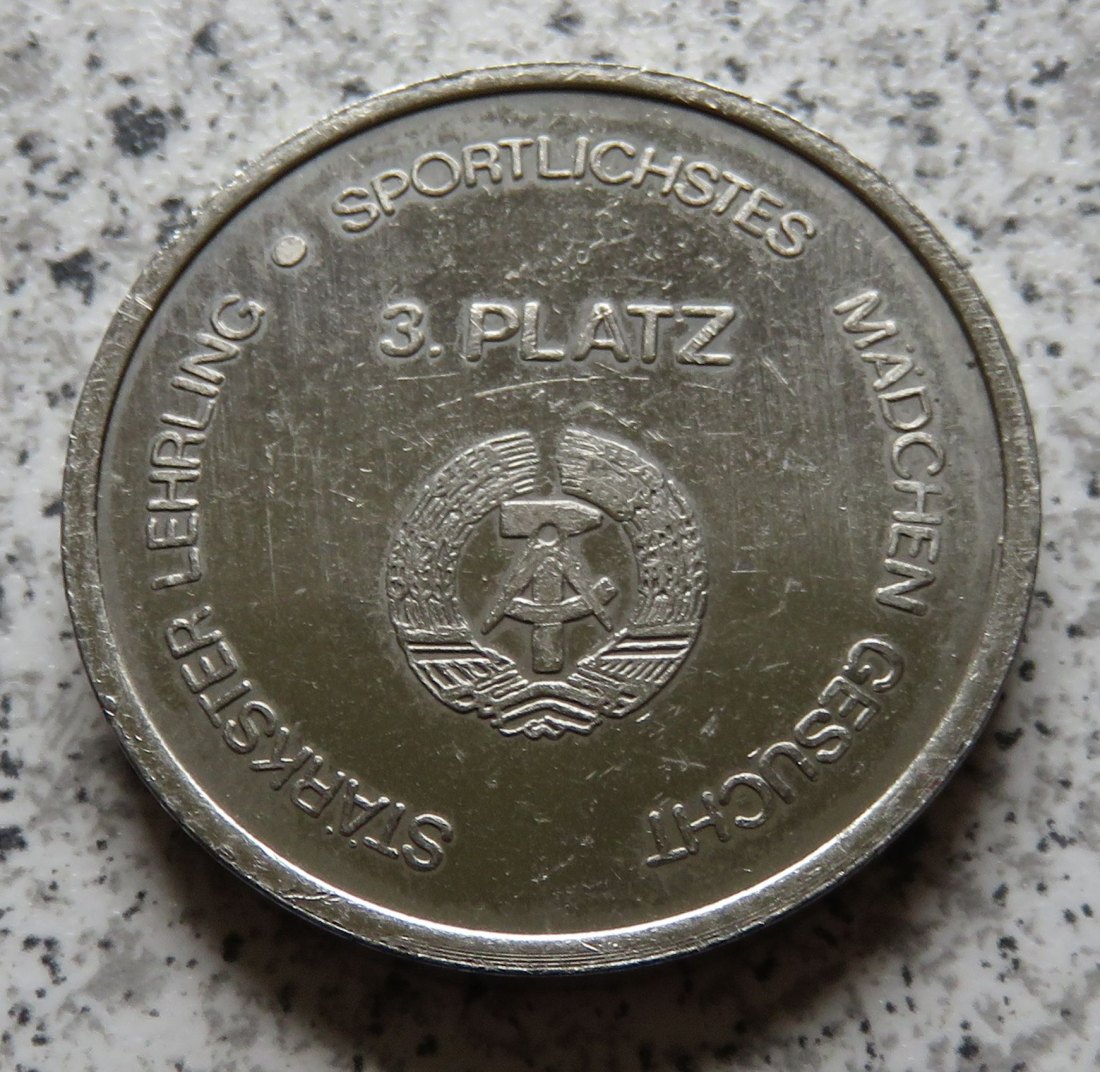 STÄRKSTER LEHRLING • SPORTLICHSTES MÄDCHEN GESUCHT
3. PLATZ